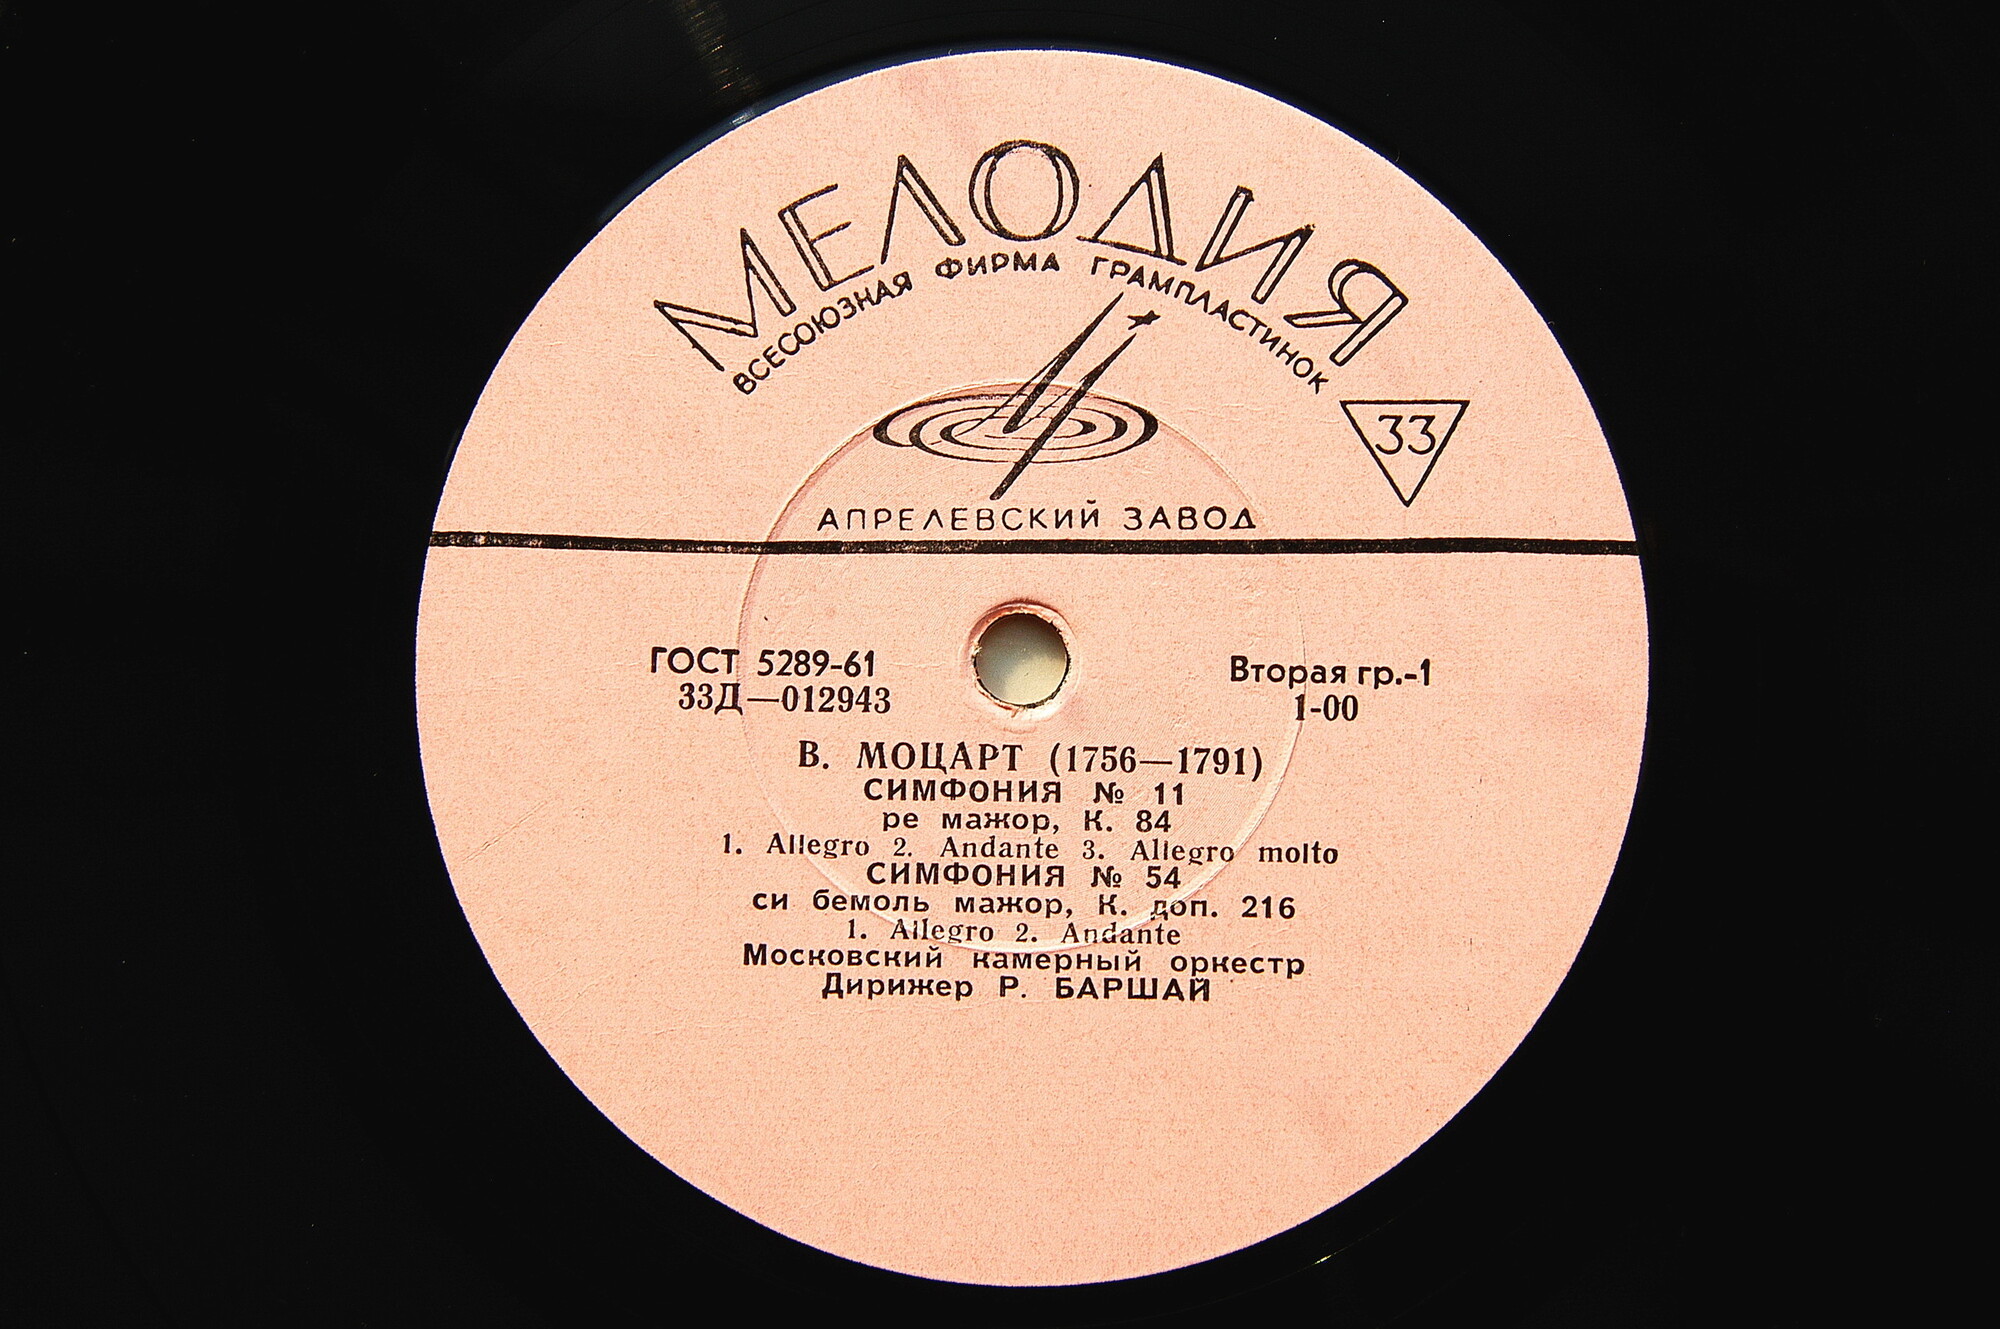 МЕЛОДИЯ
ВСЕСОЮЗНАЯ ФИРМА ГРАМПЛАСТИНОК
33
АПРЕЛЕВСКИЙ ЗАВОД
ГОСТ 5289-61
33Д—012943
Вторая гр.-1
1-00
В. МОЦАРТ (1756—1791)
СИМФОНИЯ № 11
ре мажор, К. 84
1. Allegro 2. Andante 3. Allegro molto
СИМФОНИЯ № 54
си бемоль мажор, К. доп. 216
1. Allegro 2. Andante
Московский камерный оркестр
Дирижер Р. БАРШАЙ